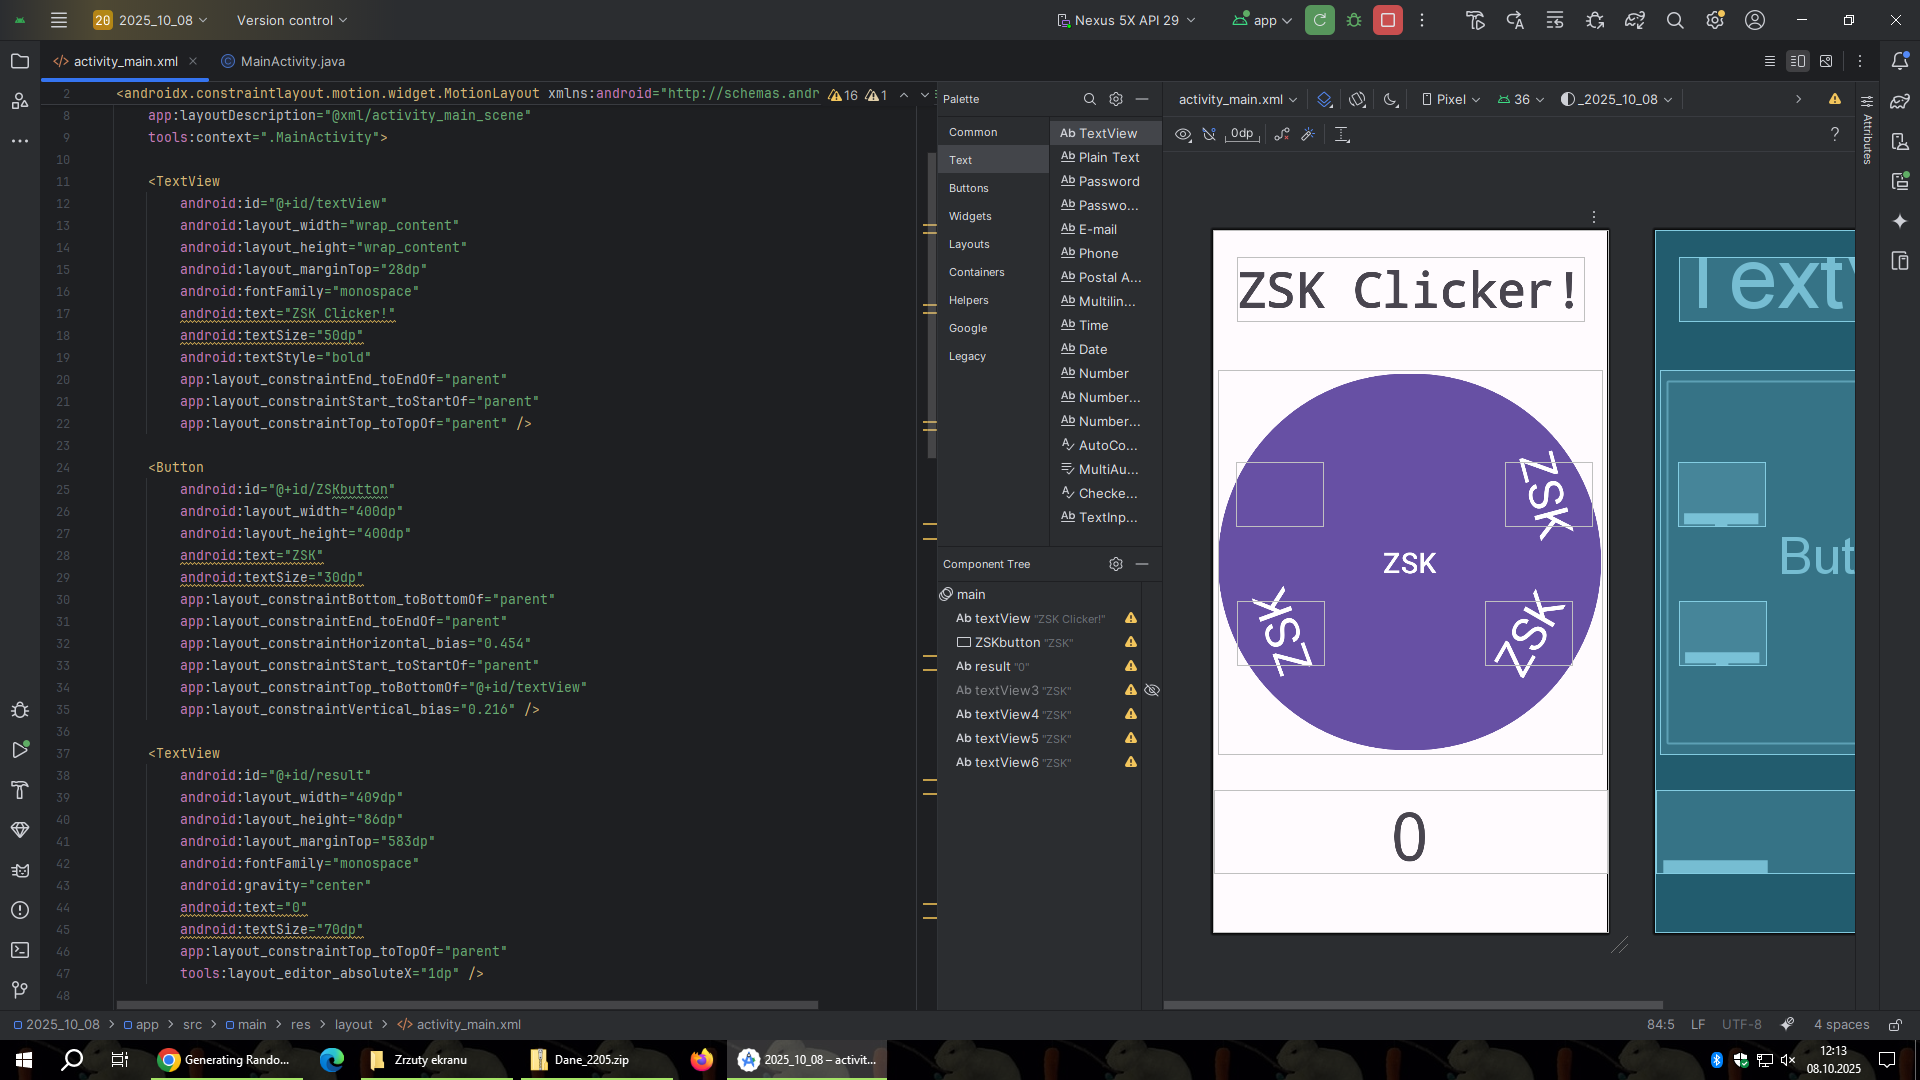 20 2025_10_08
Version control
Nexus 5X API 29
app
activity_main.xml
MainActivity.java
2 <androidx.constraintlayout.motion.widget.MotionLayout xmlns:android="http://schemas.andr
16 1
8 app:layoutDescription="@xml/activity_main_scene"
9 tools:context=".MainActivity">
10
11 <TextView
12 android:id="@+id/textView"
13 android:layout_width="wrap_content"
14 android:layout_height="wrap_content"
15 android:layout_marginTop="28dp"
16 android:fontFamily="monospace"
17 android:text="ZSK Clicker!"
18 android:textSize="50dp"
19 android:textStyle="bold"
20 app:layout_constraintEnd_toEndOf="parent"
21 app:layout_constraintStart_toStartOf="parent"
22 app:layout_constraintTop_toTopOf="parent" />
23
24 <Button
25 android:id="@+id/ZSKbutton"
26 android:layout_width="400dp"
27 android:layout_height="400dp"
28 android:text="ZSK"
29 android:textSize="30dp"
30 app:layout_constraintBottom_toBottomOf="parent"
31 app:layout_constraintEnd_toEndOf="parent"
32 app:layout_constraintHorizontal_bias="0.454"
33 app:layout_constraintStart_toStartOf="parent"
34 app:layout_constraintTop_toBottomOf="@+id/textView"
35 app:layout_constraintVertical_bias="0.216" />
36
37 <TextView
38 android:id="@+id/result"
39 android:layout_width="409dp"
40 android:layout_height="86dp"
41 android:layout_marginTop="583dp"
42 android:fontFamily="monospace"
43 android:gravity="center"
44 android:text="0"
45 android:textSize="70dp"
46 app:layout_constraintTop_toTopOf="parent"
47 tools:layout_editor_absoluteX="1dp" />
48
Palette
Common
Text
Buttons
Widgets
Layouts
Containers
Helpers
Google
Legacy
Ab TextView
Ab Plain Text
Ab Password
Ab Passwo...
Ab E-mail
Ab Phone
Ab Postal A...
Ab Multilin...
Ab Time
Ab Date
Ab Number
Ab Number...
Ab Number...
AutoCo...
MultiAu...
Checke...
Ab TextInp...
Component Tree
main
Ab textView "ZSK Clicker!"
ZSKbutton "ZSK"
Ab result "0"
Ab textView3 "ZSK"
Ab textView4 "ZSK"
Ab textView5 "ZSK"
Ab textView6 "ZSK"
activity_main.xml
Pixel
36
_2025_10_08
0dp
?
Attributes
ZSK Clicker!
ZSK
ZSK
ZSK
ZSK
0
TextV
But
2025_10_08 > app > src > main > res > layout > activity_main.xml
84:5 LF UTF-8 4 spaces
Generating Rando...
Zrzuty ekranu
Dane_2205.zip
2025_10_08 – activit...
12:13
08.10.2025